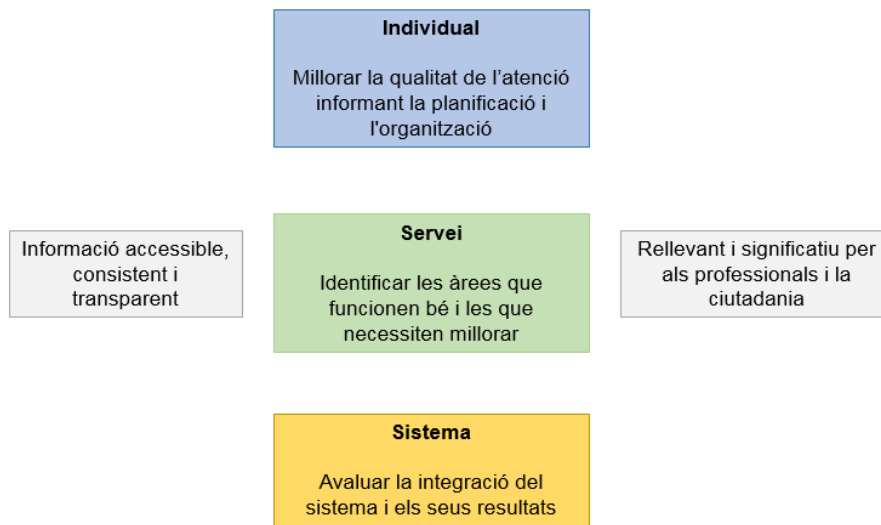 Individual
Millorar la qualitat de l’atenció
informant la planificació i
l'organització
Informació accessible,
consistent i
transparent
Servei
Identificar les àrees que
funcionen bé i les que
necessiten millorar
Rellevant i significatiu per
als professionals i la
ciutadania
Sistema
Avaluar la integració del
sistema i els seus resultats